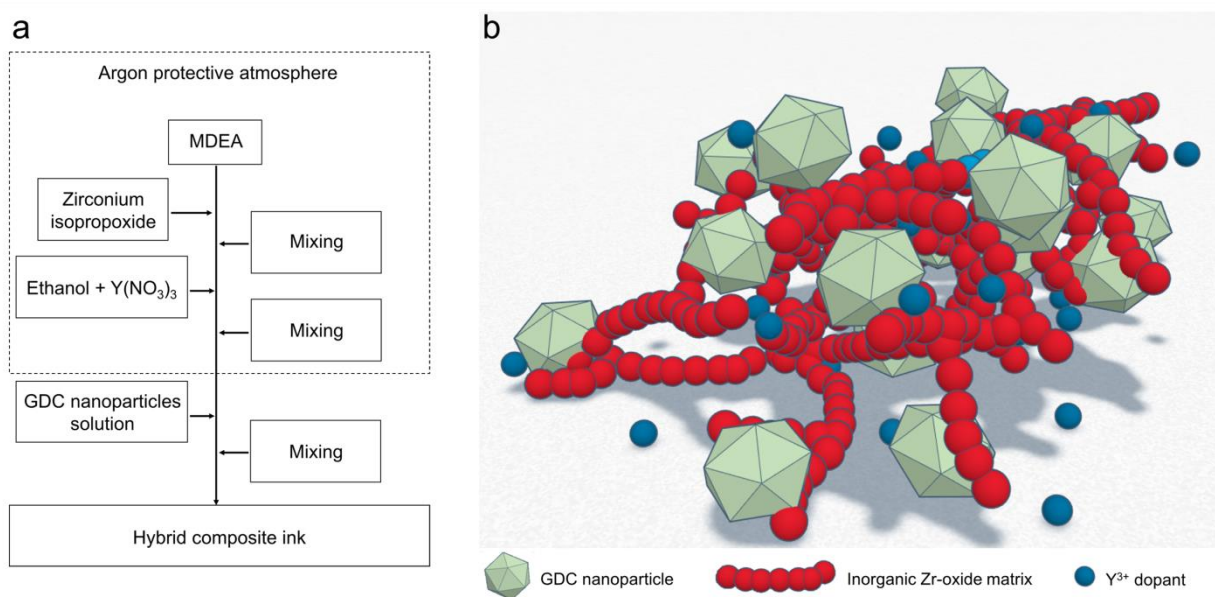 a
Argon protective atmosphere
MDEA
Zirconium
isopropoxide
Mixing
Ethanol + Y(NO₃)₃
Mixing
GDC nanoparticles
solution
Mixing
Hybrid composite ink
b
GDC nanoparticle
Inorganic Zr-oxide matrix
Y³⁺ dopant